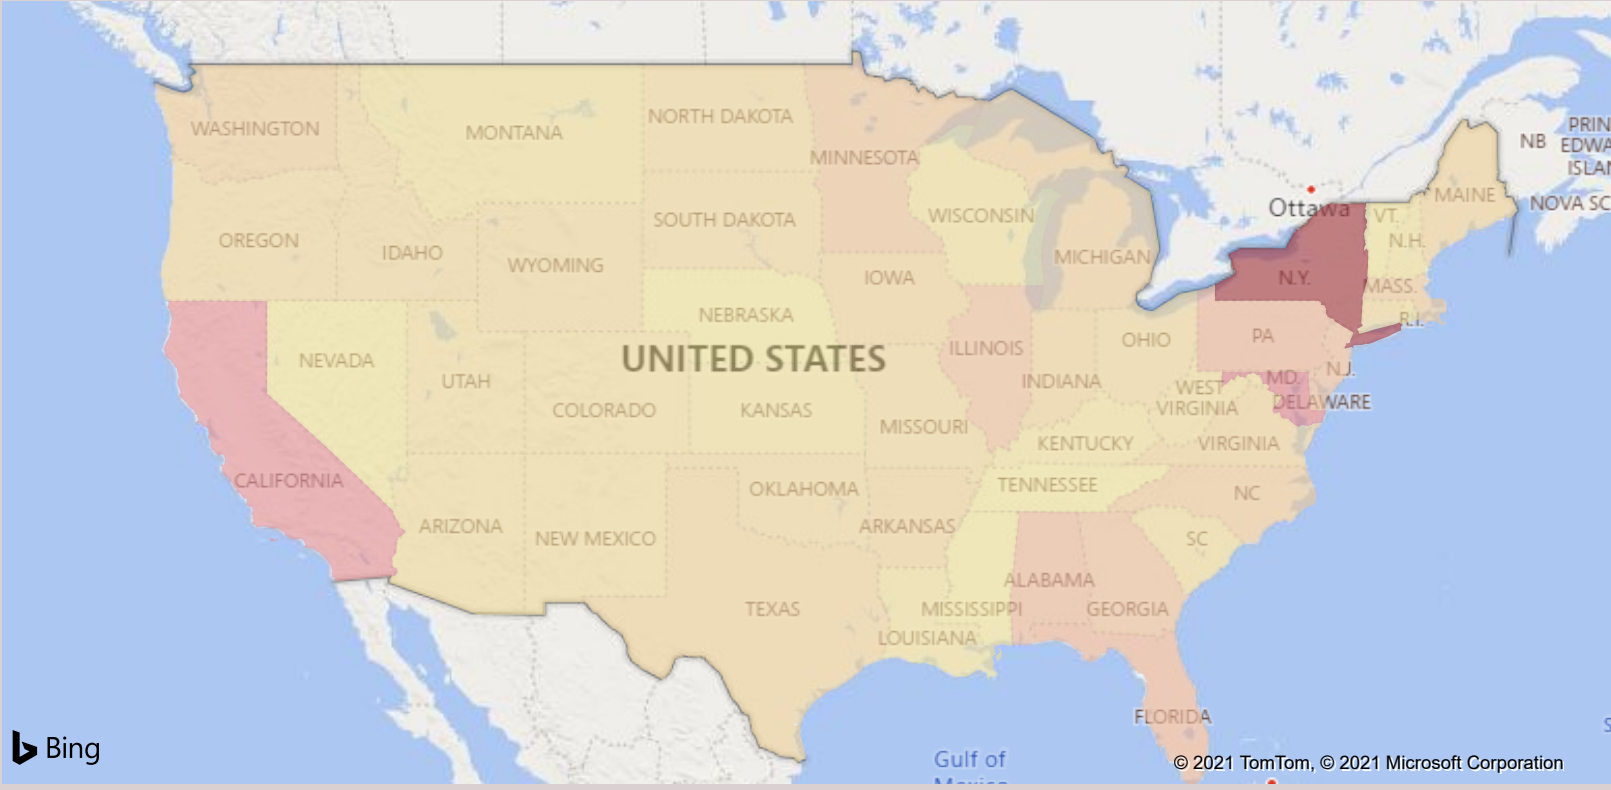 NORTH DAKOTA
PRIN
WASHINGTON
MONTANA
NB
EDWA
MINNESOTA
ISLAN
MAINE
Ottawa
NOVA SC
SOUTH DAKOTA
WISCONSIN
VT.
OREGON
IDAHO
N.H.
WYOMING
MICHIGAN
IOWA
N.Y.
MASS.
NEBRASKA
R.I.
NEVADA
UNITED STATES
ILLINOIS
OHIO
PA
UTAH
INDIANA
N.J.
MD.
WEST
VIRGINIA
DELAWARE
COLORADO
KANSAS
MISSOURI
KENTUCKY
VIRGINIA
CALIFORNIA
OKLAHOMA
TENNESSEE
NC
ARIZONA
NEW MEXICO
ARKANSAS
SC
ALABAMA
TEXAS
MISSISSIPPI
GEORGIA
LOUISIANA
FLORIDA
Bing
Gulf of
Mexico
© 2021 TomTom, © 2021 Microsoft Corporation